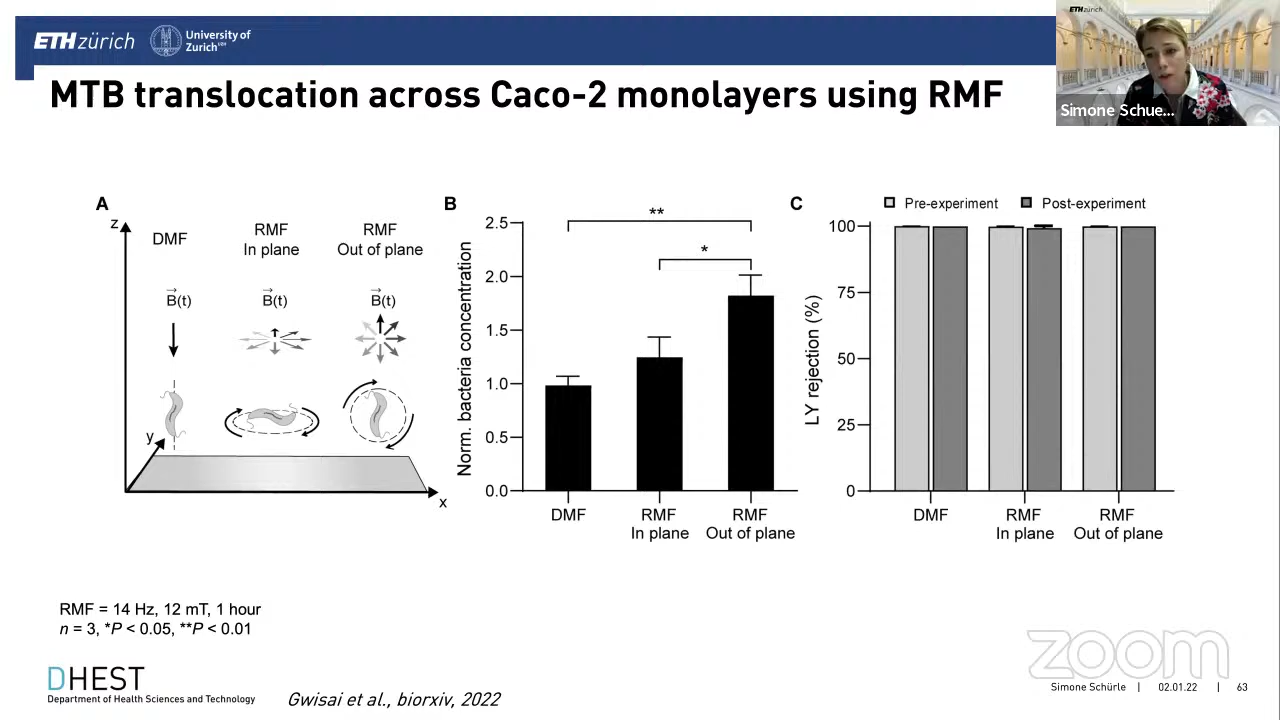 ETH zürich
University of
Zurich UZH
ETH zürich
Simone Schue...
MTB translocation across Caco-2 monolayers using RMF
A
z
DMF
RMF
In plane
RMF
Out of plane
B(t)
B(t)
B(t)
y
x
B
Norm. bacteria concentration
2.5
2.0
1.5
1.0
0.5
0.0
**
*
DMF
RMF
In plane
RMF
Out of plane
C
Pre-experiment
Post-experiment
LY rejection (%)
100
75
50
25
0
DMF
RMF
In plane
RMF
Out of plane
RMF = 14 Hz, 12 mT, 1 hour
n = 3, *P < 0.05, **P < 0.01
zoom
DHEST
Department of Health Sciences and Technology
Gwisai et al., biorxiv, 2022
Simone Schürle | 02.01.22 | 63